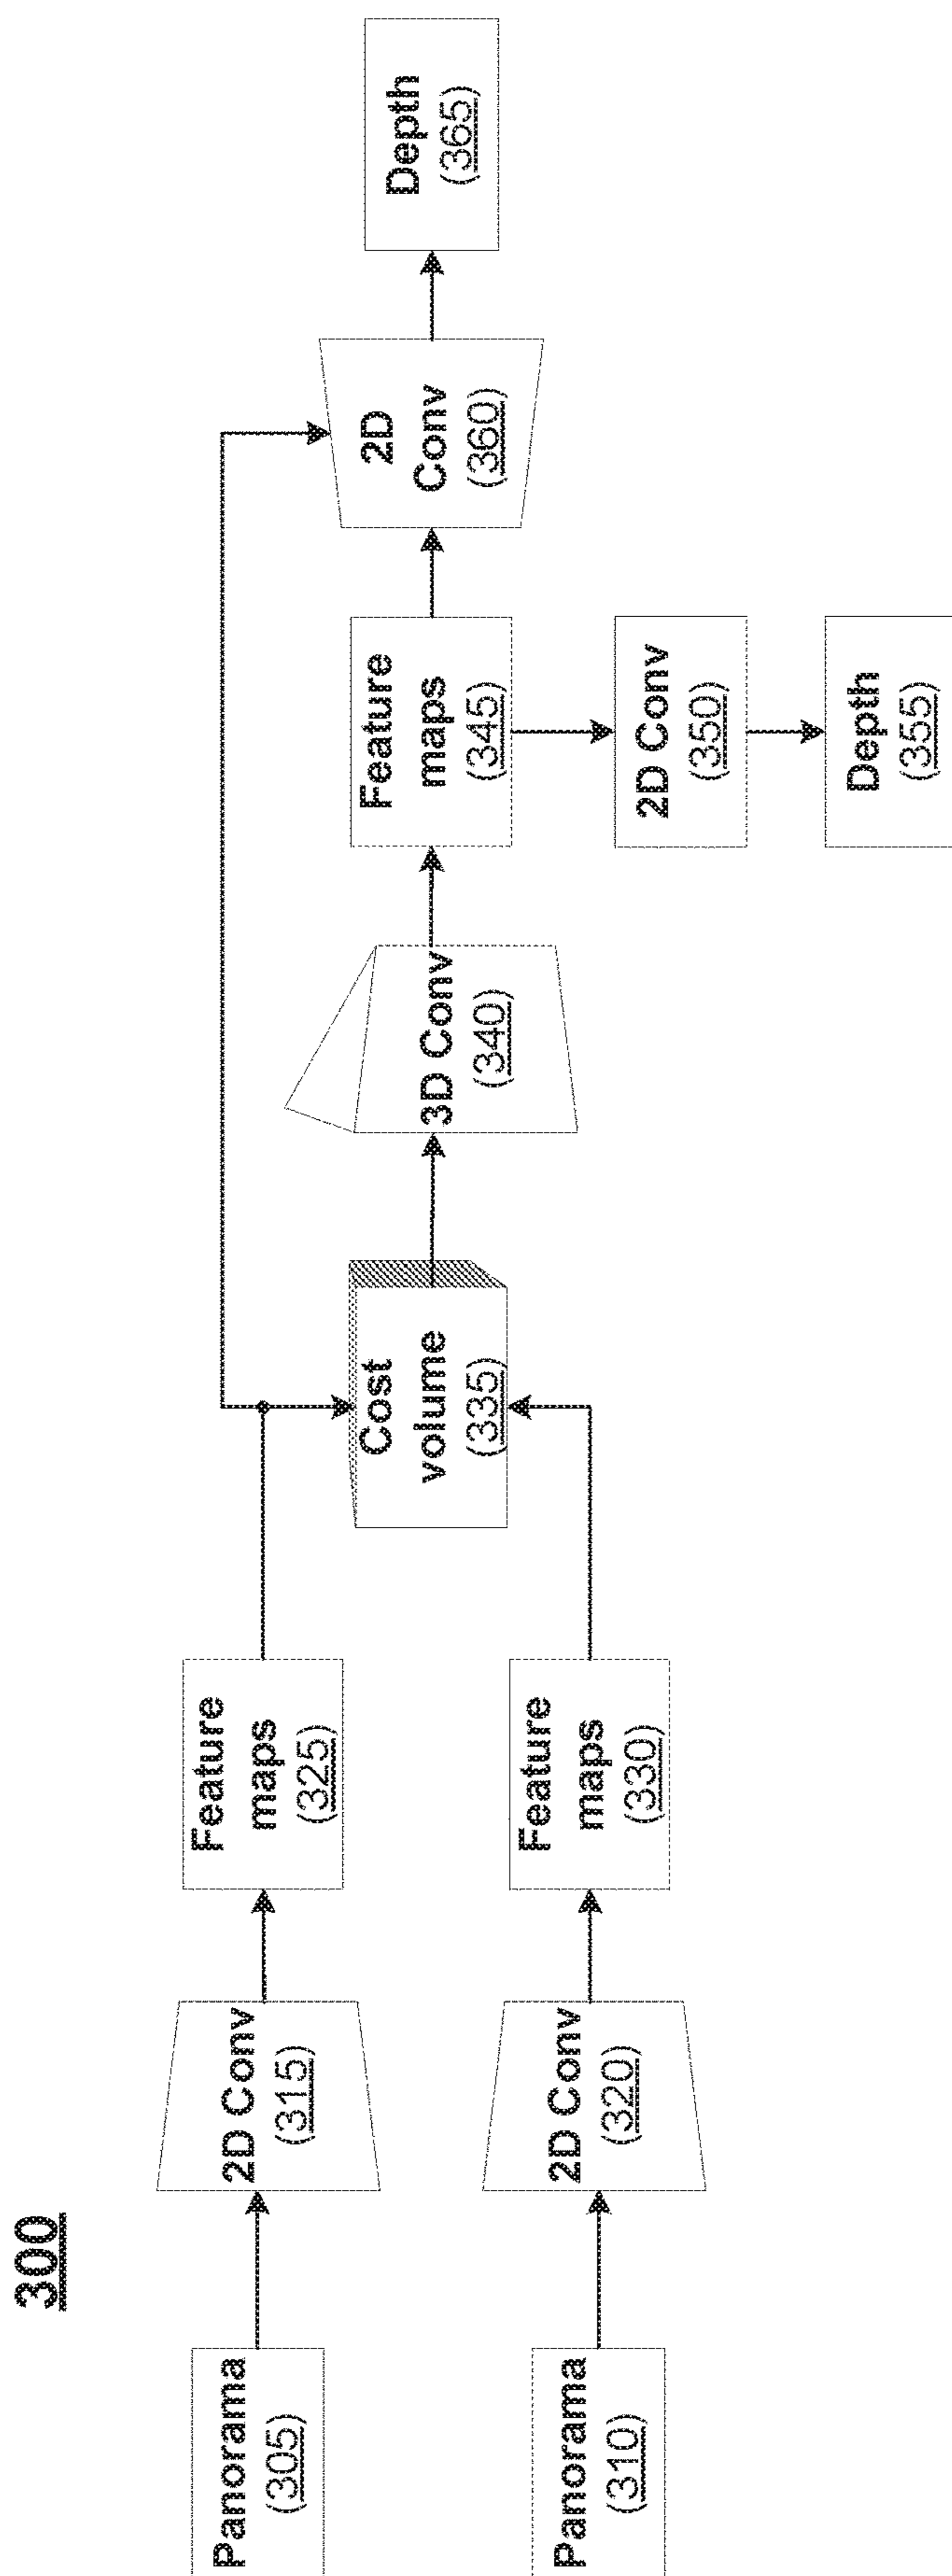 300
Panorama
(305)
2D Conv
(315)
Feature
maps
(325)
Panorama
(310)
2D Conv
(320)
Feature
maps
(330)
Cost
volume
(335)
3D Conv
(340)
Feature
maps
(345)
2D Conv
(350)
Depth
(355)
2D
Conv
(360)
Depth
(365)